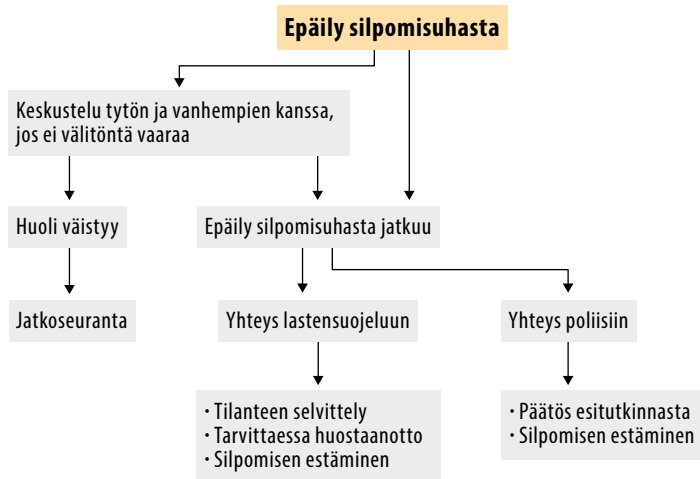 Epäily silpomisuhasta
Keskustelu tytön ja vanhempien kanssa,
jos ei välitöntä vaaraa
Huoli väistyy
Epäily silpomisuhasta jatkuu
Jatkoseuranta
Yhteys lastensuojeluun
Yhteys poliisiin
· Tilanteen selvittely
· Tarvittaessa huostaanotto
· Silpomisen estäminen
· Päätös esitutkinnasta
· Silpomisen estäminen